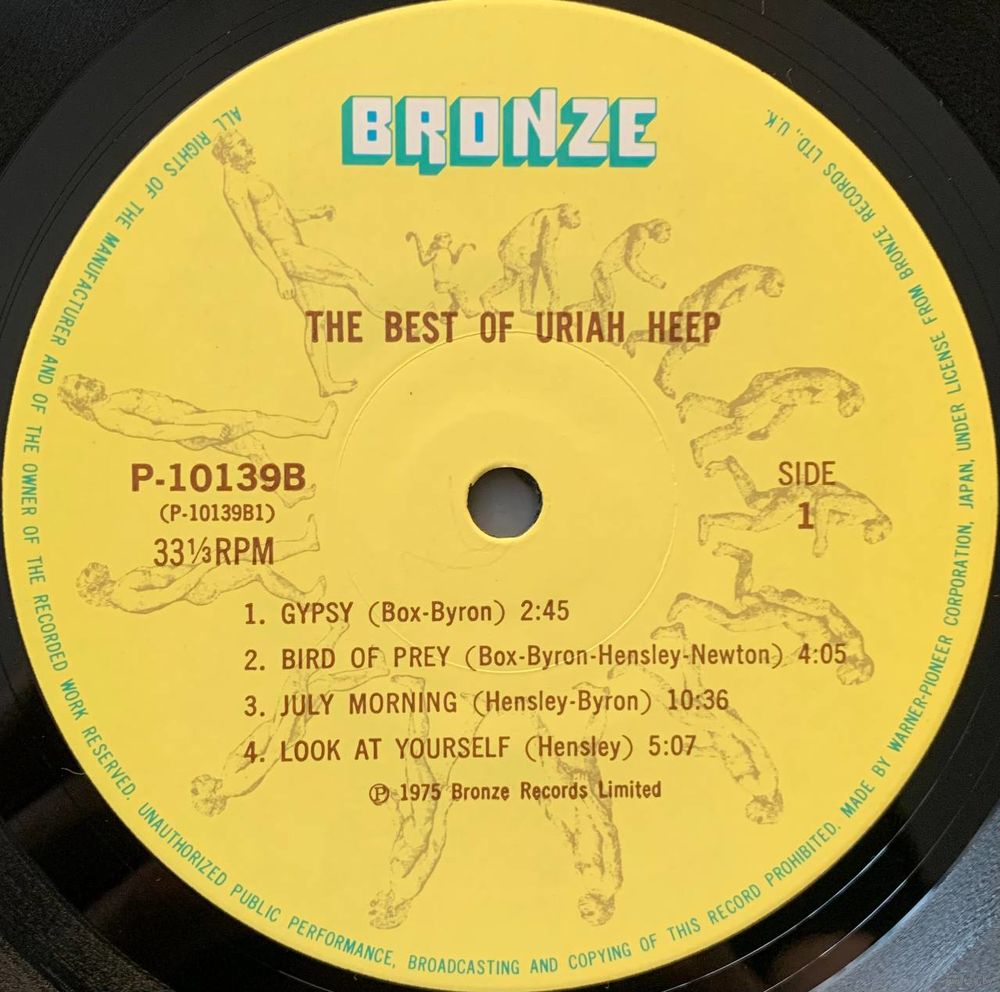 BRONZE
THE BEST OF URIAH HEEP
P-10139B
(P-10139B1)
33⅓RPM
SIDE
1
1. GYPSY (Box-Byron) 2:45
2. BIRD OF PREY (Box-Byron-Hensley-Newton) 4:05
3. JULY MORNING (Hensley-Byron) 10:36
4. LOOK AT YOURSELF (Hensley) 5:07
Ⓟ 1975 Bronze Records Limited
ALL RIGHTS OF THE MANUFACTURER AND OF THE OWNER OF THE RECORDED WORK RESERVED. UNAUTHORIZED PUBLIC PERFORMANCE, BROADCASTING AND COPYING OF THIS RECORD PROHIBITED. MADE BY WARNER-PIONEER CORPORATION, JAPAN, UNDER LICENSE FROM BRONZE RECORDS LTD., U.K.